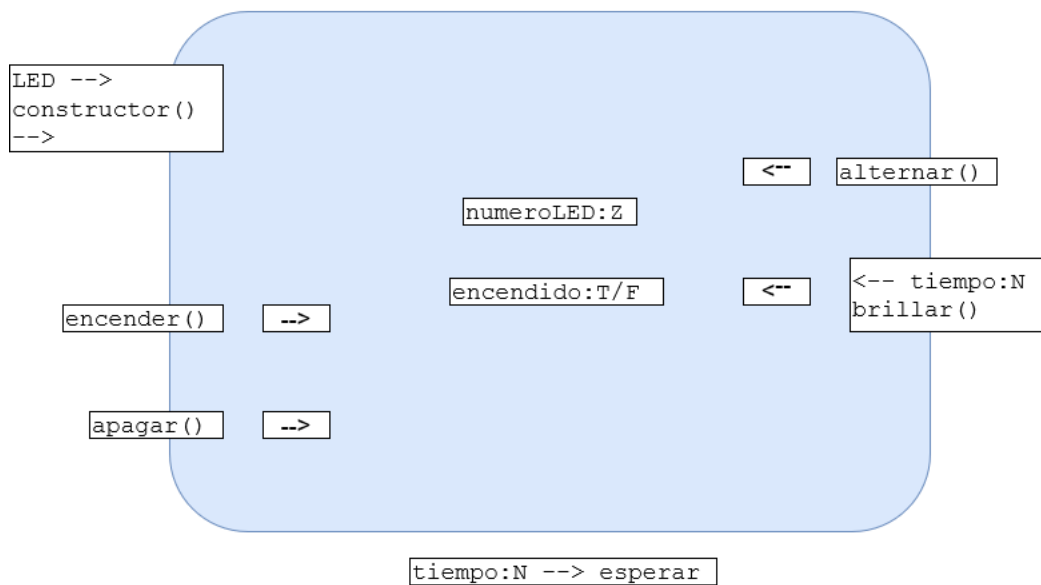 LED -->
constructor()
-->
<-- alternar()
numeroLED:Z
encendido:T/F
<--
<-- tiempo:N
brillar()
encender() -->
apagar() -->
tiempo:N --> esperar